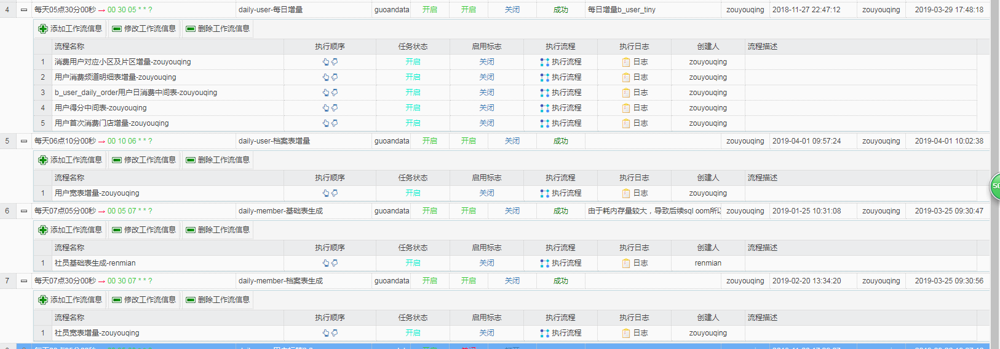 4 每天05点30分00秒 → 00 30 05 * * ? daily-user-每日增量 guoandata 开启 开启 关闭 成功 每日增量b_user_tiny zouyouqing 2018-11-27 22:47:12 zouyouqing 2019-03-29 17:48:18
添加工作流信息 修改工作流信息 删除工作流信息
流程名称 执行顺序 任务状态 启用标志 执行流程 执行日志 创建人 流程描述
1 消费用户对应小区及片区增量-zouyouqing 开启 关闭 执行流程 日志 zouyouqing
2 用户消费频道明细表增量-zouyouqing 开启 关闭 执行流程 日志 zouyouqing
3 b_user_daily_order用户日消费中间表-zouyouqing 开启 关闭 执行流程 日志 zouyouqing
4 用户得分中间表-zouyouqing 开启 关闭 执行流程 日志 zouyouqing
5 用户首次消费门店增量-zouyouqing 开启 关闭 执行流程 日志 zouyouqing
5 每天06点10分00秒 → 00 10 06 * * ? daily-user-档案表增量 guoandata 开启 开启 关闭 成功 zouyouqing 2019-04-01 09:57:24 zouyouqing 2019-04-01 10:02:38
添加工作流信息 修改工作流信息 删除工作流信息
流程名称 执行顺序 任务状态 启用标志 执行流程 执行日志 创建人 流程描述
1 用户宽表增量-zouyouqing 开启 关闭 执行流程 日志 zouyouqing
50
6 每天07点05分00秒 → 00 05 07 * * ? daily-member-基础表生成 guoandata 开启 开启 关闭 成功 由于耗内存量较大，导致后续sql oom所以 zouyouqing 2019-01-25 10:31:08 zouyouqing 2019-03-25 09:30:47
添加工作流信息 修改工作流信息 删除工作流信息
流程名称 执行顺序 任务状态 启用标志 执行流程 执行日志 创建人 流程描述
1 社员基础表生成-renmian 开启 关闭 执行流程 日志 renmian
7 每天07点30分00秒 → 00 30 07 * * ? daily-member-档案表生成 guoandata 开启 开启 关闭 成功 zouyouqing 2019-02-20 13:34:20 zouyouqing 2019-03-25 09:30:56
添加工作流信息 修改工作流信息 删除工作流信息
流程名称 执行顺序 任务状态 启用标志 执行流程 执行日志 创建人 流程描述
1 社员宽表增量-zouyouqing 开启 关闭 执行流程 日志 zouyouqing